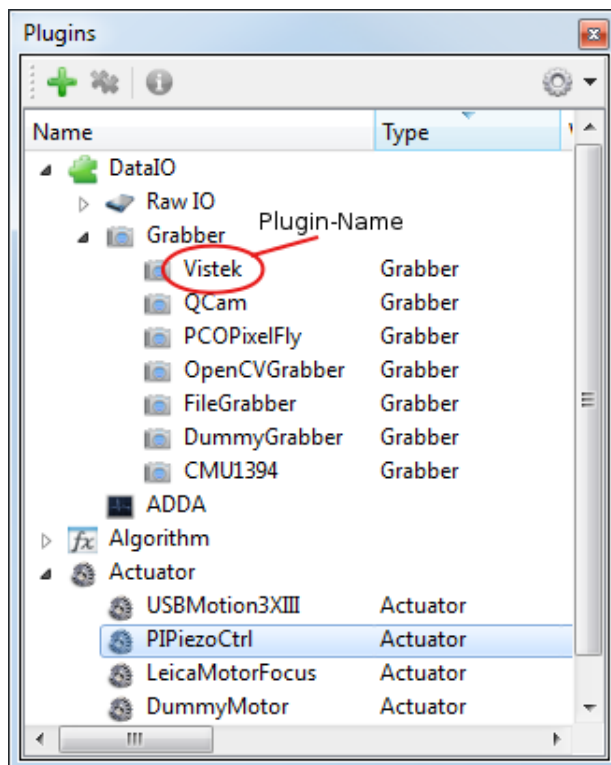 Plugins
Name Type
DataIO
Raw IO
Plugin-Name
Grabber
Vistek Grabber
QCam Grabber
PCOPixelFly Grabber
OpenCVGrabber Grabber
FileGrabber Grabber
DummyGrabber Grabber
CMU1394 Grabber
ADDA
fx Algorithm
Actuator
USBMotion3XIII Actuator
PIPiezoCtrl Actuator
LeicaMotorFocus Actuator
DummyMotor Actuator